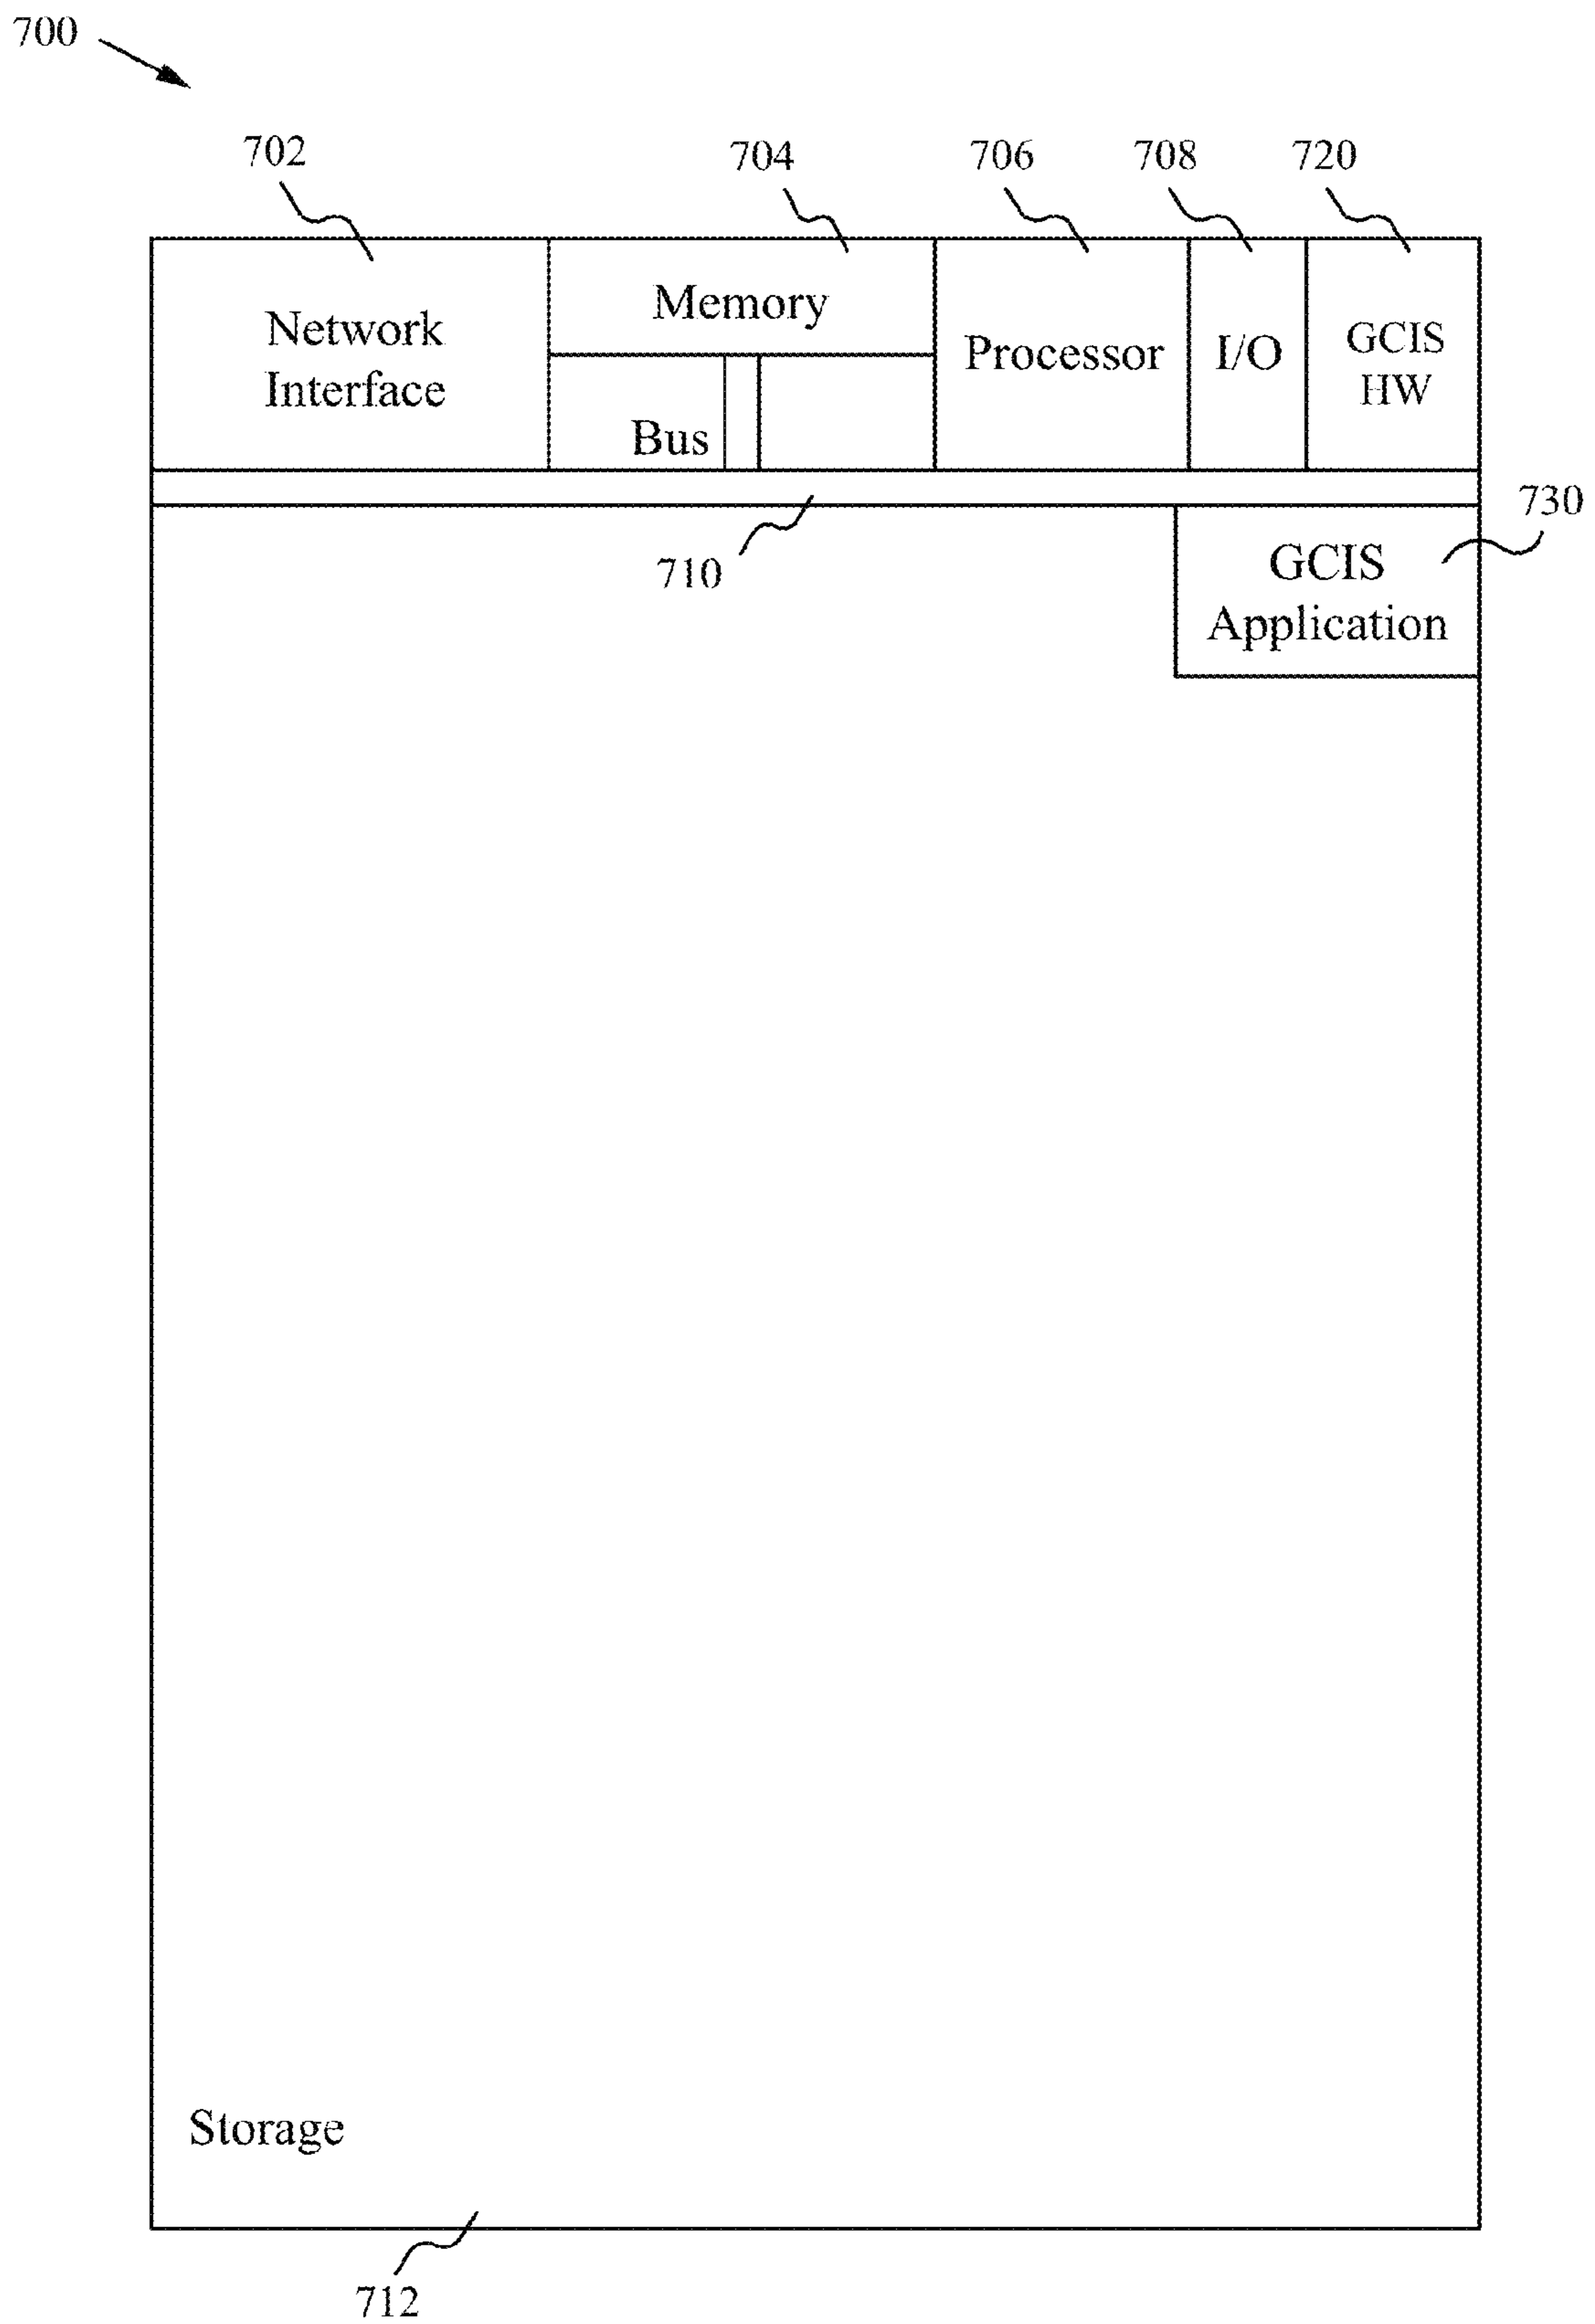 700
702
704
706
708
720
Network
Interface
Memory
Bus
Processor
I/O
GCIS
HW
710
730
GCIS
Application
Storage
712